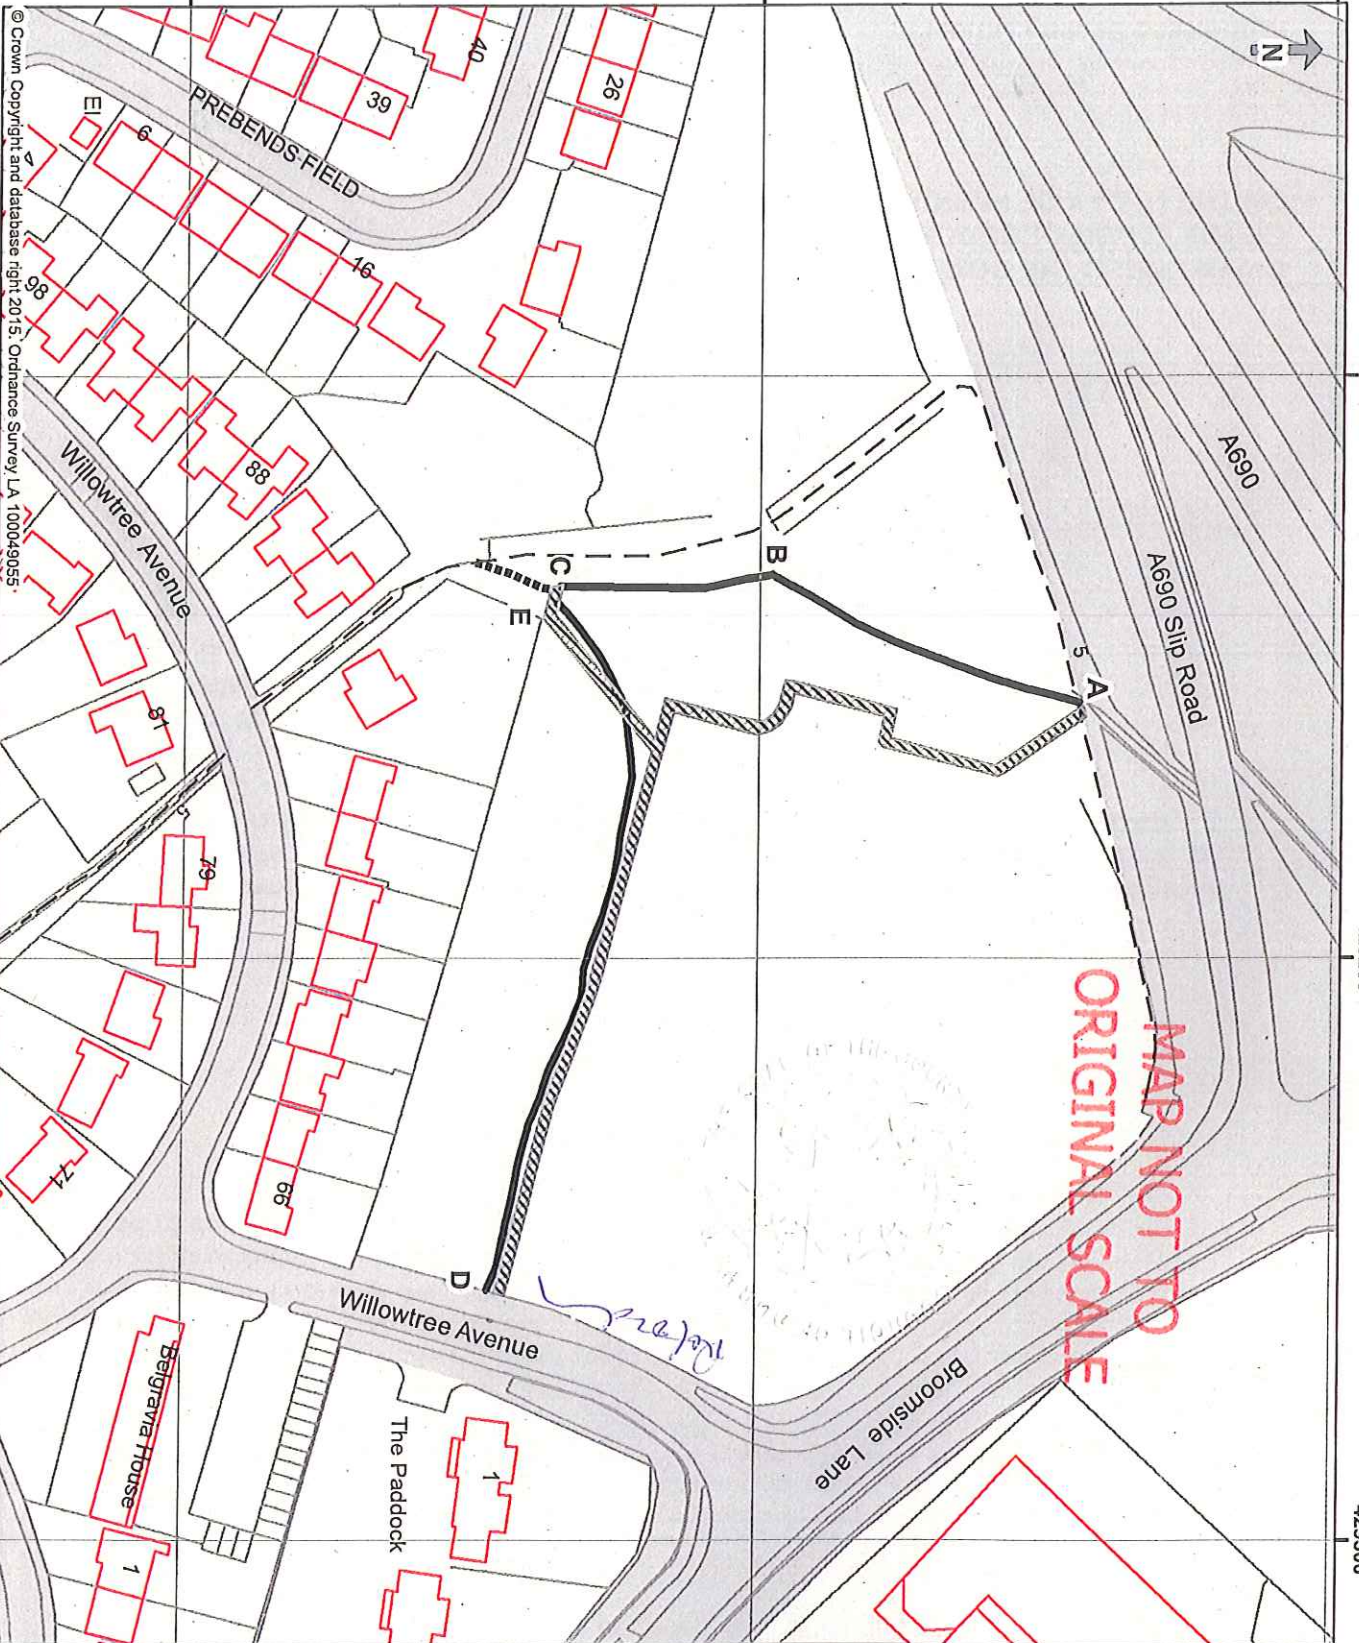 N
40
26
39
PREBENDS FIELD
El
6
4
16
98
88
Willowtree Avenue
81
79
71
66
A690
A690 Slip Road
5
A
B
C
E
D
MAP NOT TO
ORIGINAL SCALE
Willowtree Avenue
Broomside Lane
Belgravia House
1
The Paddock
1
© Crown Copyright and database right 2015. Ordnance Survey LA 100049055